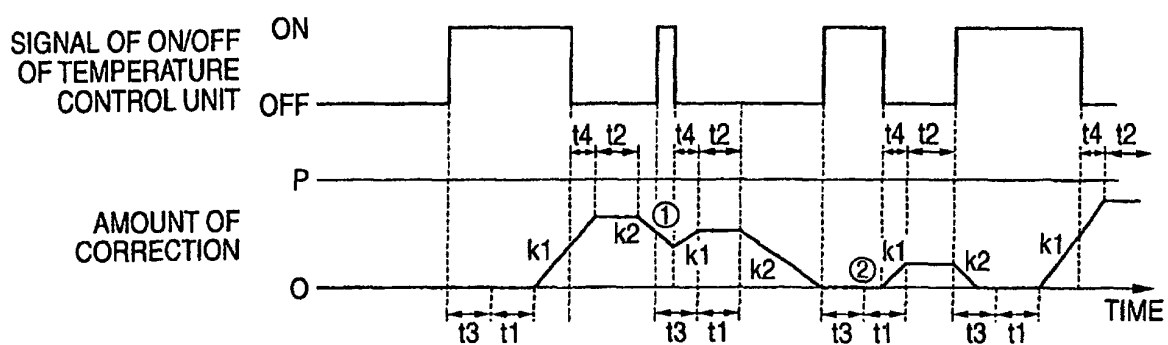 SIGNAL OF ON/OFF
OF TEMPERATURE
CONTROL UNIT
ON
OFF
t4 t2 t4 t2 t4 t2 t4 t2
P
AMOUNT OF
CORRECTION
O
k1 k2 ① k1 k2 ② k1 k2 k1
TIME
t3 t1 t3 t1 t3 t1 t3 t1